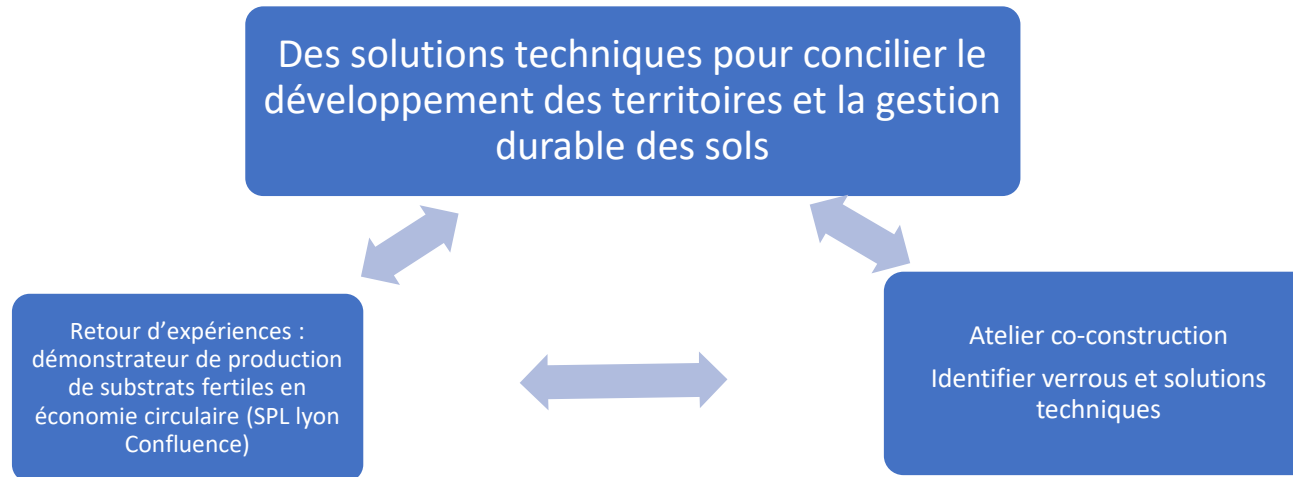 Des solutions techniques pour concilier le
développement des territoires et la gestion
durable des sols
Retour d'expériences :
démonstrateur de production
de substrats fertiles en
économie circulaire (SPL lyon
Confluence)
Atelier co-construction
Identifier verrous et solutions
techniques